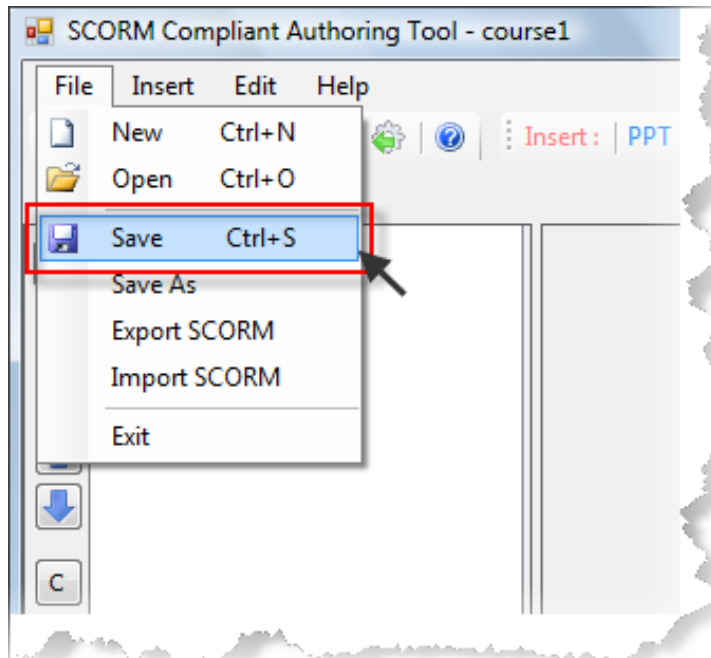 SCORM Compliant Authoring Tool - course1
File Insert Edit Help
New Ctrl+N
Insert : PPT
Open Ctrl+O
Save Ctrl+S
Save As
Export SCORM
Import SCORM
Exit
C